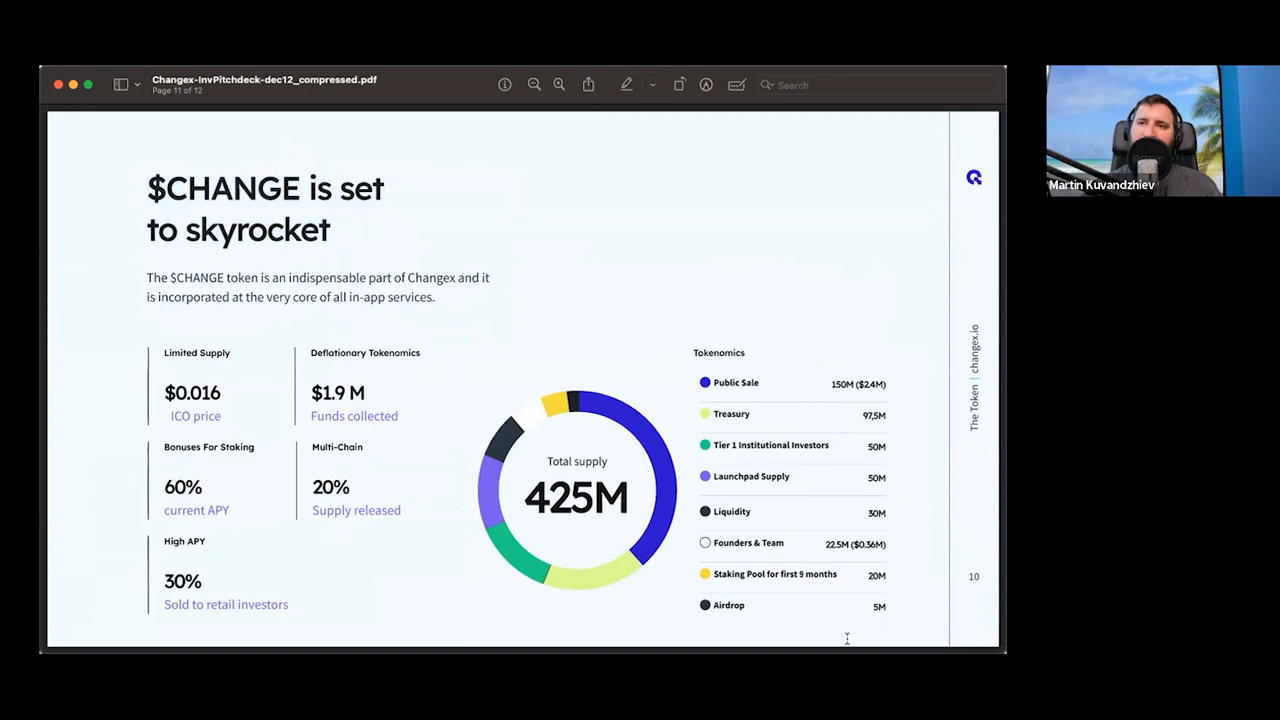 Changex-InvPitchdeck-dec12_compressed.pdf
Page 11 of 12
Search
$CHANGE is set
to skyrocket
The $CHANGE token is an indispensable part of Changex and it
is incorporated at the very core of all in-app services.
Limited Supply
$0.016
ICO price
Deflationary Tokenomics
$1.9 M
Funds collected
Bonuses For Staking
60%
current APY
Multi-Chain
20%
Supply released
High APY
30%
Sold to retail investors
Total supply
425M
Tokenomics
Public Sale 150M ($2.4M)
Treasury 97,5M
Tier 1 Institutional Investors 50M
Launchpad Supply 50M
Liquidity 30M
Founders & Team 22.5M ($0.36M)
Staking Pool for first 9 months 20M
Airdrop 5M
The Token | changex.io
10
Martin Kuvandzhiev